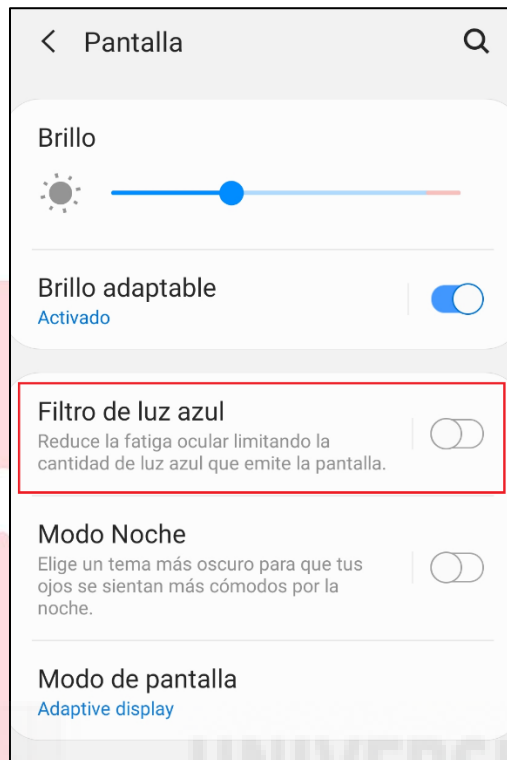 Pantalla
Brillo
Brillo adaptable
Activado
Filtro de luz azul
Reduce la fatiga ocular limitando la
cantidad de luz azul que emite la pantalla.
Modo Noche
Elige un tema más oscuro para que tus
ojos se sientan más cómodos por la
noche.
Modo de pantalla
Adaptive display